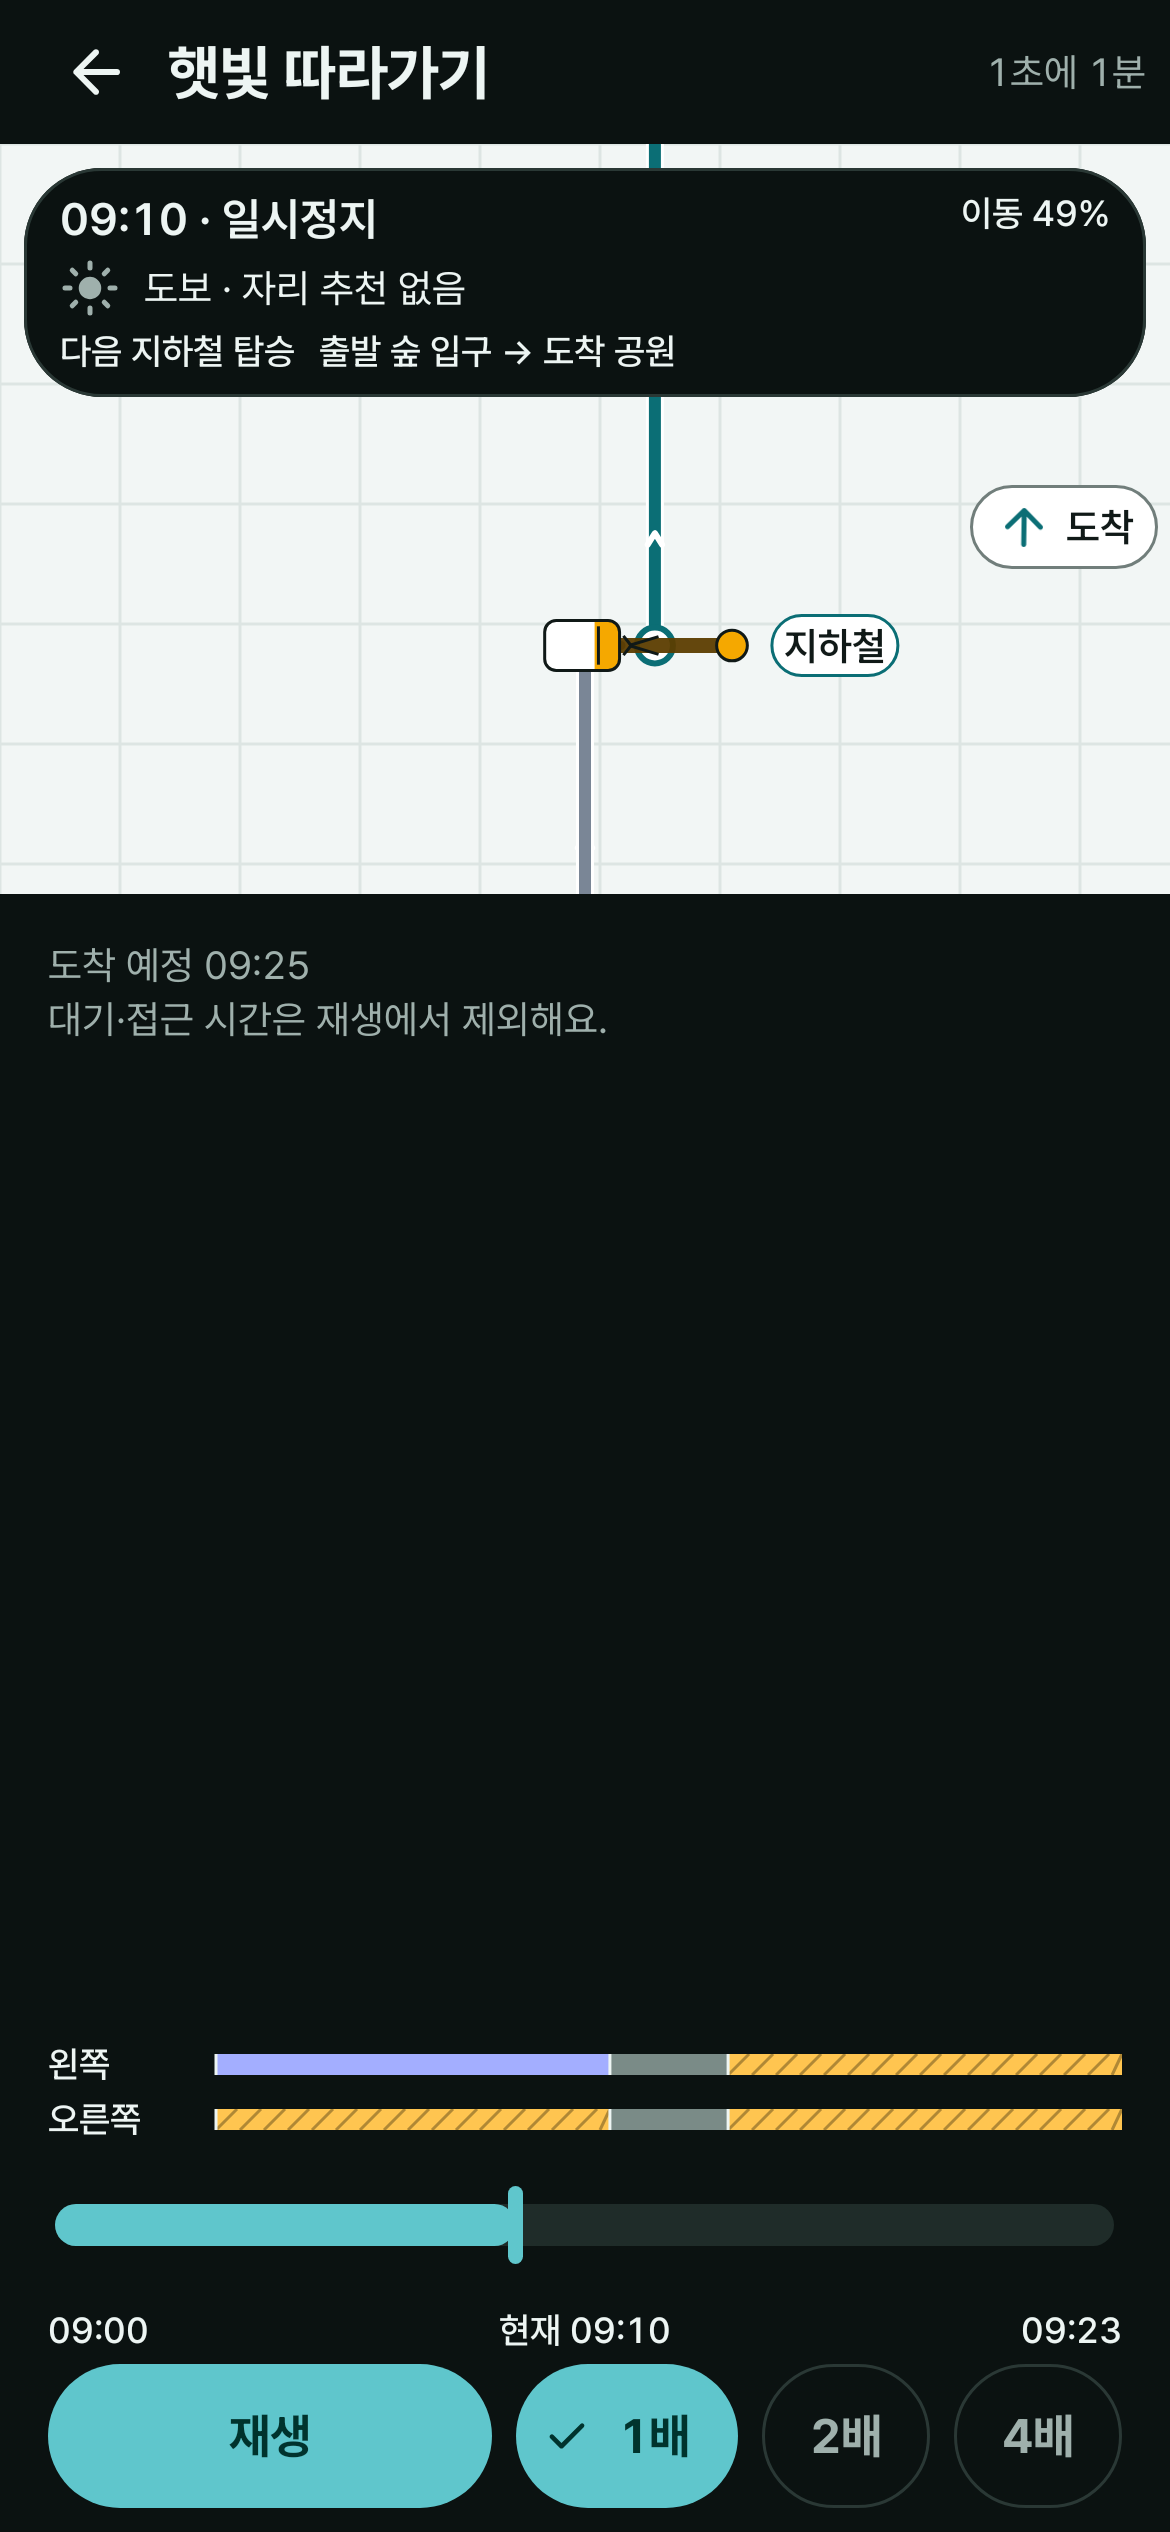 햇빛 따라가기
1초에 1분
09:10 · 일시정지
이동 49%
도보 · 자리 추천 없음
다음 지하철 탑승 출발 숲 입구 → 도착 공원
도착
지하철
도착 예정 09:25
대기·접근 시간은 재생에서 제외해요.
왼쪽
오른쪽
09:00
현재 09:10
09:23
재생
1배
2배
4배